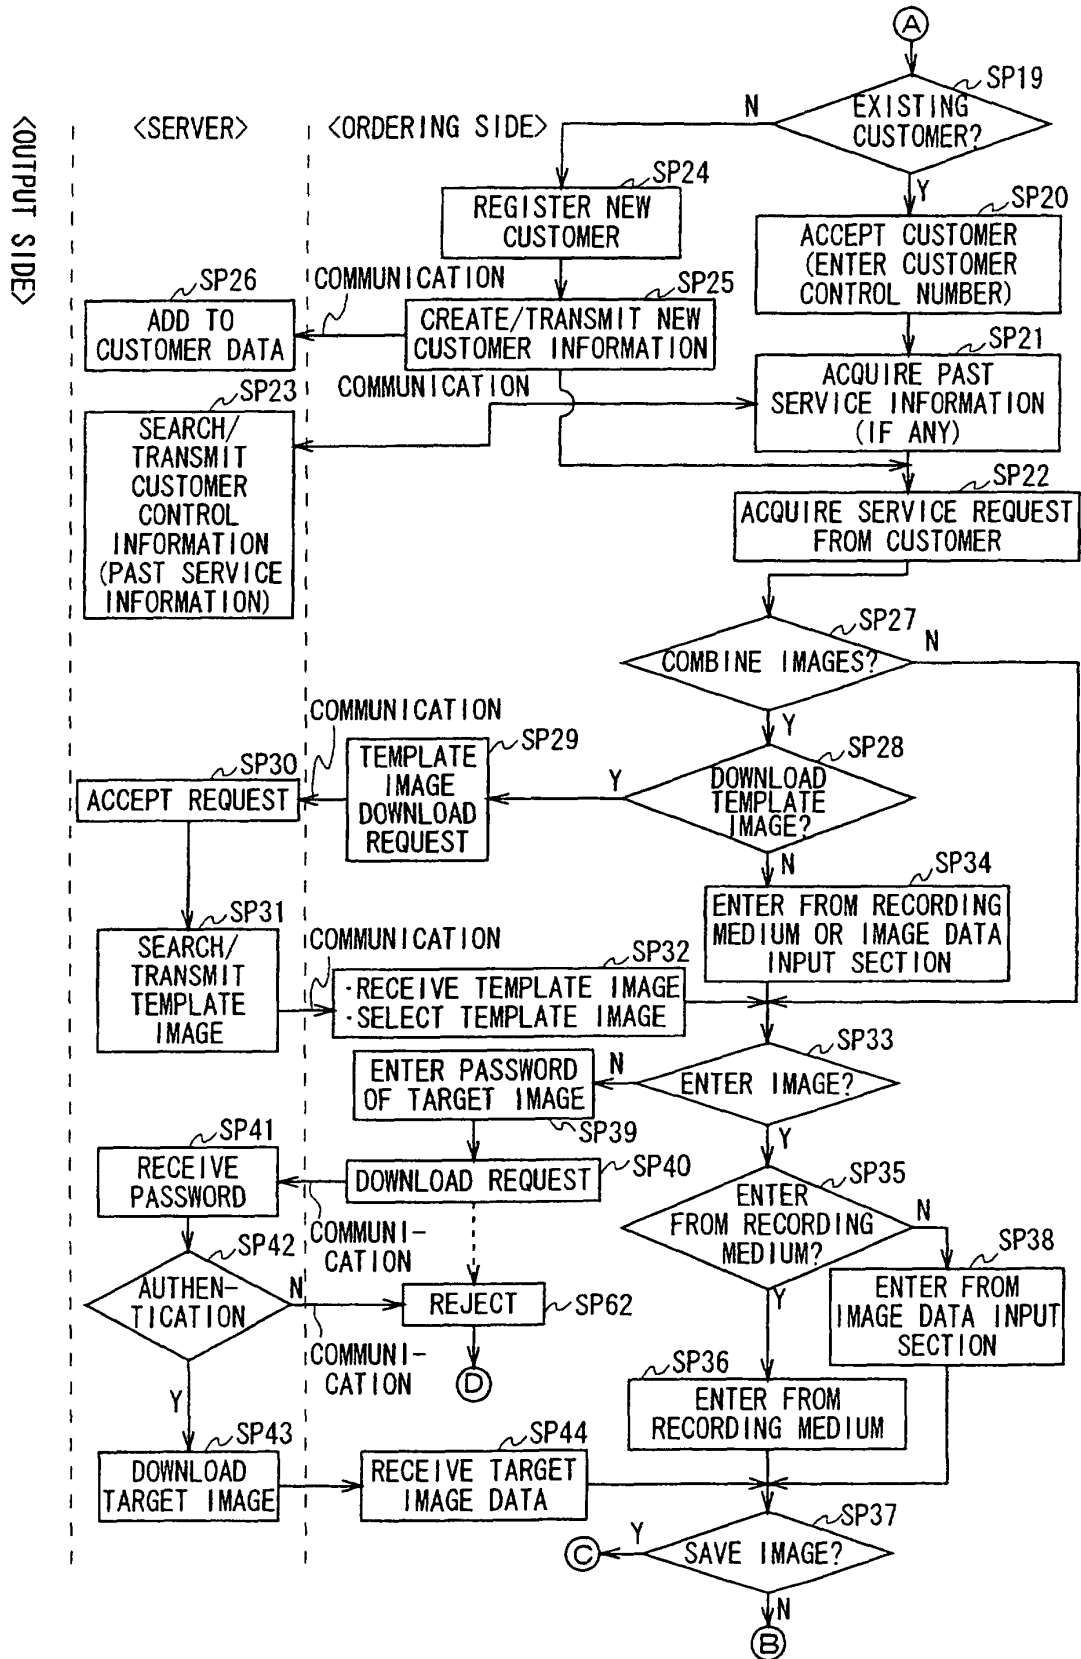 A
SP19
EXISTING
CUSTOMER?
N
Y
<OUTPUT SIDE>
<SERVER>
<ORDERING SIDE>
SP24
REGISTER NEW
CUSTOMER
SP20
ACCEPT CUSTOMER
(ENTER CUSTOMER
CONTROL NUMBER)
SP26
ADD TO
CUSTOMER DATA
COMMUNICATION
SP25
CREATE/TRANSMIT NEW
CUSTOMER INFORMATION
SP21
ACQUIRE PAST
SERVICE INFORMATION
(IF ANY)
SP23
COMMUNICATION
SEARCH/
TRANSMIT
CUSTOMER
CONTROL
INFORMATION
(PAST SERVICE
INFORMATION)
SP22
ACQUIRE SERVICE REQUEST
FROM CUSTOMER
SP27
COMBINE IMAGES?
N
Y
SP28
DOWNLOAD
TEMPLATE
IMAGE?
Y
N
COMMUNICATION
SP29
TEMPLATE
IMAGE
DOWNLOAD
REQUEST
SP30
ACCEPT REQUEST
SP34
ENTER FROM RECORDING
MEDIUM OR IMAGE DATA
INPUT SECTION
SP31
SEARCH/
TRANSMIT
TEMPLATE
IMAGE
COMMUNICATION
SP32
·RECEIVE TEMPLATE IMAGE
·SELECT TEMPLATE IMAGE
SP33
ENTER IMAGE?
N
Y
ENTER PASSWORD
OF TARGET IMAGE
SP39
SP41
RECEIVE
PASSWORD
DOWNLOAD REQUEST
SP40
COMMUNI-
CATION
SP35
ENTER
FROM RECORDING
MEDIUM?
N
Y
SP38
ENTER FROM
IMAGE DATA INPUT
SECTION
SP42
AUTHEN-
TICATION
N
Y
COMMUNI-
CATION
REJECT
SP62
D
SP36
ENTER FROM
RECORDING MEDIUM
SP43
DOWNLOAD
TARGET IMAGE
SP44
RECEIVE TARGET
IMAGE DATA
SP37
SAVE IMAGE?
Y
C
N
B